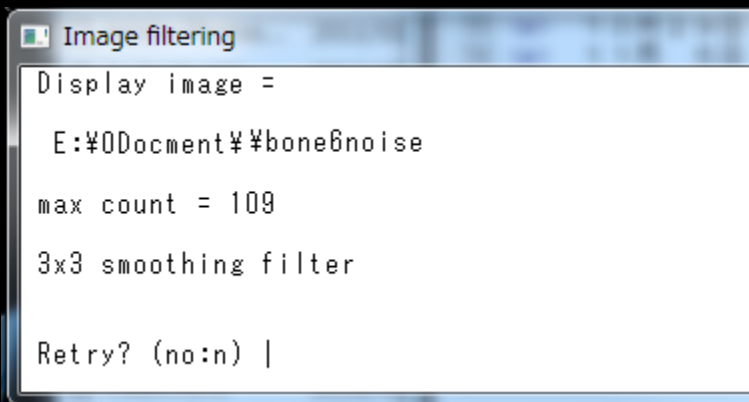 Image filtering
Display image =
E:¥0Docment¥¥bone6noise
max count = 109
3x3 smoothing filter
Retry? (no:n) |